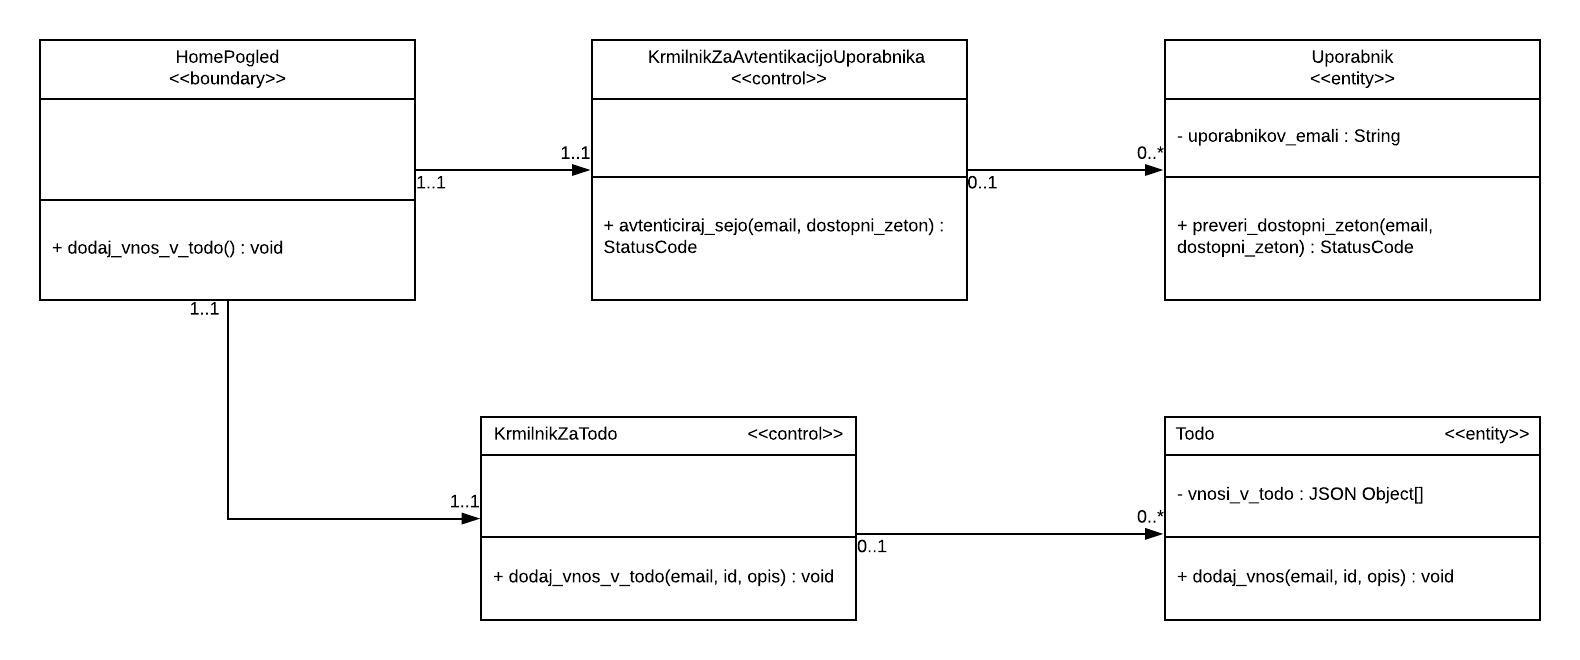 HomePogled
<<boundary>>
+ dodaj_vnos_v_todo() : void
1..1
1..1
KrmilnikZaAvtentikacijoUporabnika
<<control>>
+ avtenticiraj_sejo(email, dostopni_zeton) :
StatusCode
0..*
0..1
Uporabnik
<<entity>>
- uporabnikov_emali : String
+ preveri_dostopni_zeton(email,
dostopni_zeton) : StatusCode
1..1
1..1
KrmilnikZaTodo <<control>>
+ dodaj_vnos_v_todo(email, id, opis) : void
0..*
0..1
Todo <<entity>>
- vnosi_v_todo : JSON Object[]
+ dodaj_vnos(email, id, opis) : void